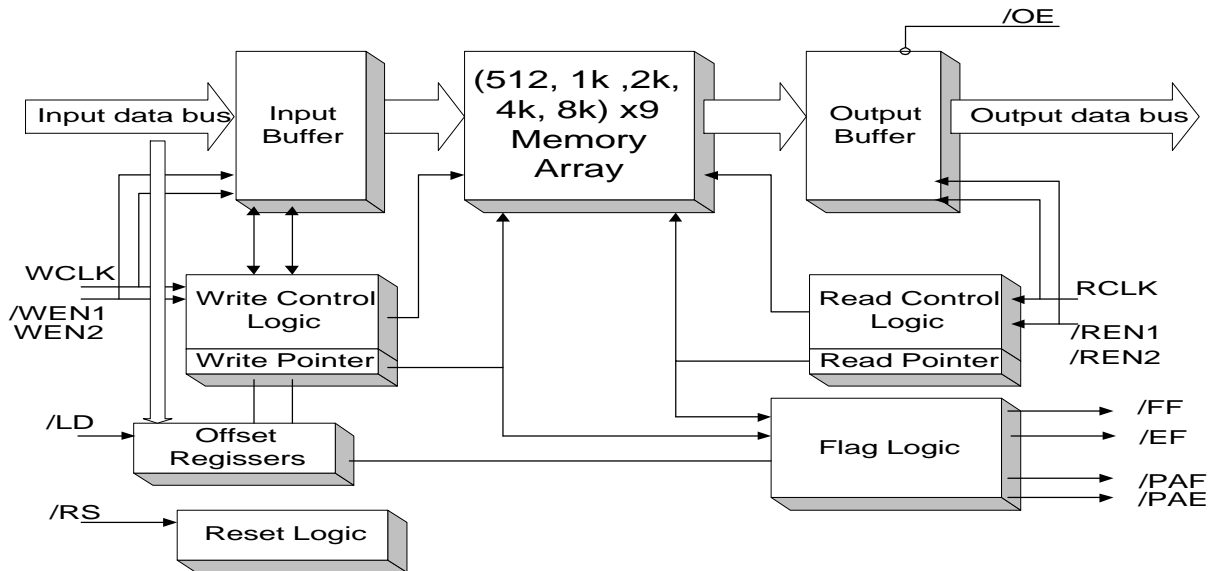 /OE
Input data bus
Input
Buffer
(512, 1k ,2k,
4k, 8k) x9
Memory
Array
Output
Buffer
Output data bus
WCLK
/WEN1
WEN2
Write Control
Logic
Write Pointer
Read Control
Logic
Read Pointer
RCLK
/REN1
/REN2
/LD
Offset
Regissers
Flag Logic
/FF
/EF
/PAF
/PAE
/RS
Reset Logic